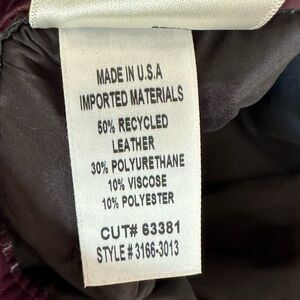 MADE IN U.S.A
IMPORTED MATERIALS
50% RECYCLED
LEATHER
30% POLYURETHANE
10% VISCOSE
10% POLYESTER
CUT# 63381
STYLE # 3166-3013